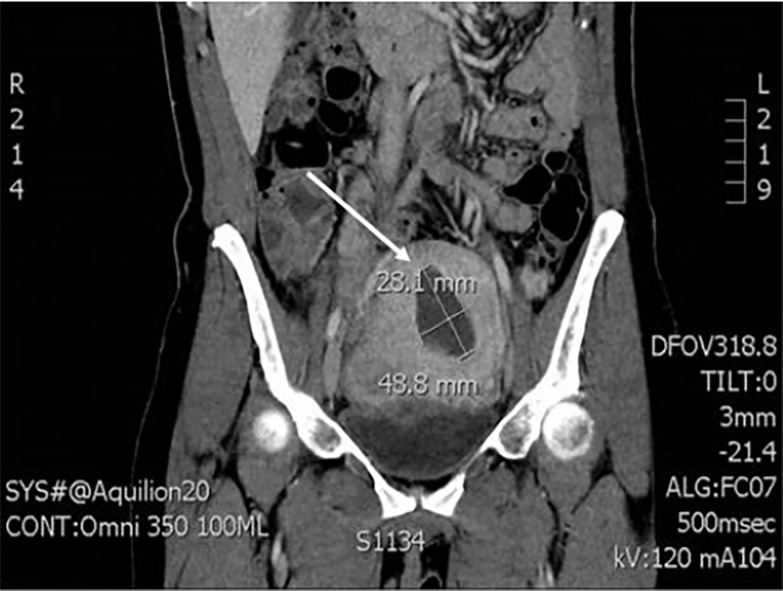 R
2
1
4
L
2
1
9
28.1 mm
48.8 mm
DFOV318.8
TILT:0
3mm
-21.4
ALG:FC07
500msec
kV:120 mA104
SYS#@Aquilion20
CONT:Omni 350 100ML
S1134